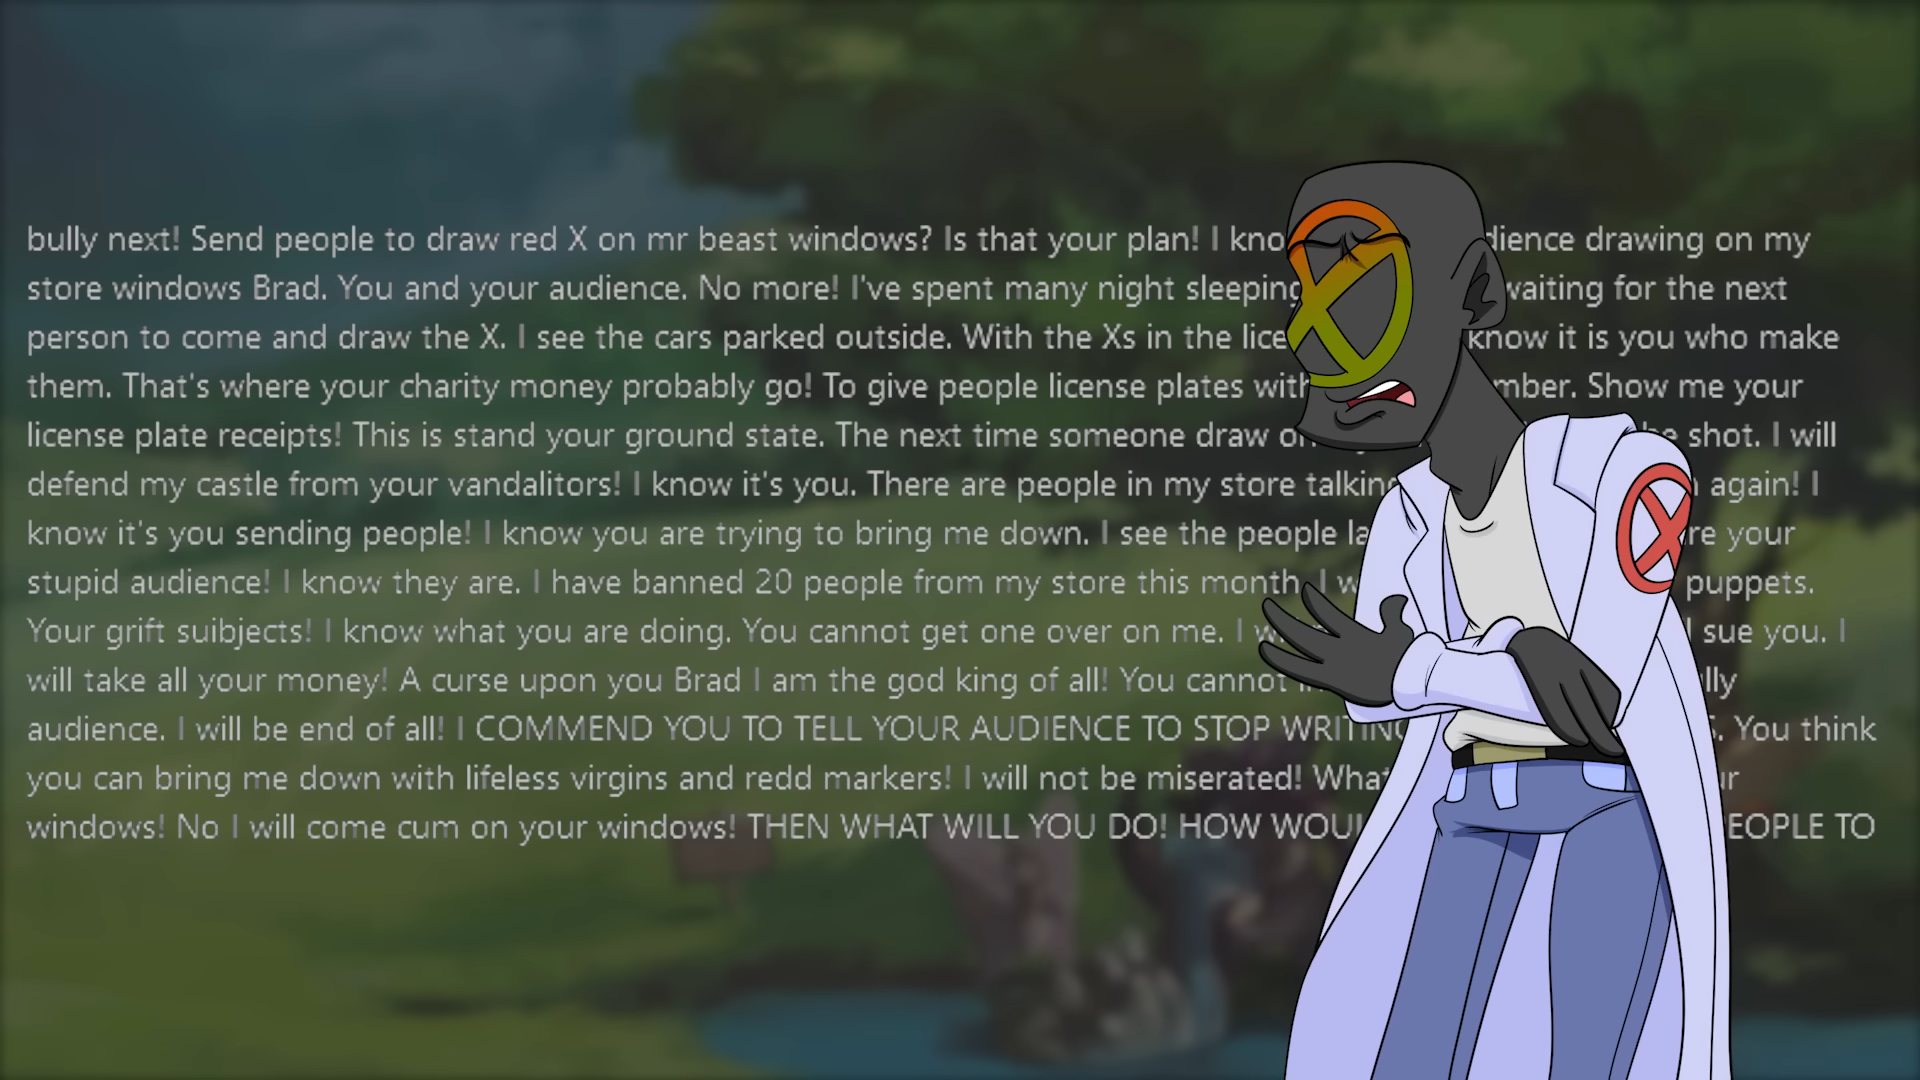 bully next! Send people to draw red X on mr beast windows? Is that your plan! I drawing on my
store windows Brad. You and your audience. No more! I've spent many night sleeping waiting for the next
person to come and draw the X. I see the cars parked outside. With the Xs in the know it is you who make
them. That's where your charity money probably go! To give people license plates Show me your
license plate receipts! This is stand your ground state. The next time someone draw shot. I will
defend my castle from your vandalitors! I know it's you. There are people in my store again! I
know it's you sending people! I know you are trying to bring me down. I see the people your
stupid audience! I know they are. I have banned 20 people from my store this month. I puppets.
Your grift suibjects! I know what you are doing. You cannot get one over on me. I sue you. I
will take all your money! A curse upon you Brad I am the god king of all! You cannot
audience. I will be end of all! I COMMEND YOU TO TELL YOUR AUDIENCE TO STOP You think
you can bring me down with lifeless virgins and redd markers! I will not be miserated!
windows! No I will come cum on your windows! THEN WHAT WILL YOU DO! HOW TO